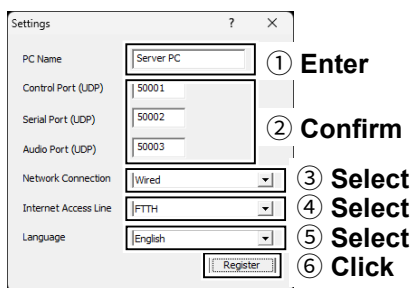 Settings ? ×
PC Name Server PC ① Enter
Control Port (UDP) 50001
Serial Port (UDP) 50002 ② Confirm
Audio Port (UDP) 50003
Network Connection Wired ③ Select
Internet Access Line FTTH ④ Select
Language English ⑤ Select
Register ⑥ Click